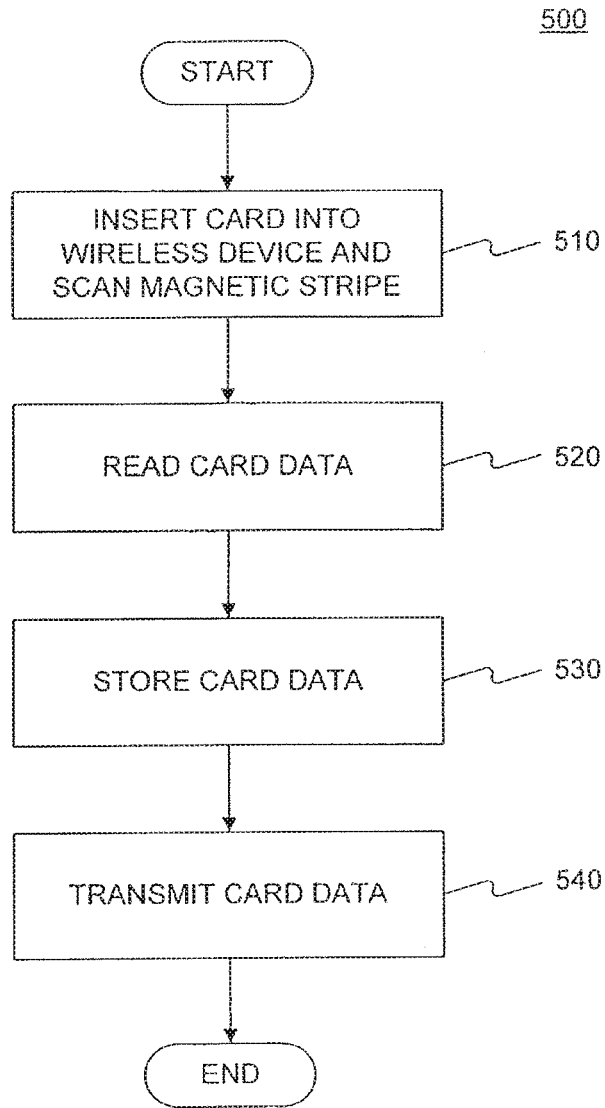 500
START
INSERT CARD INTO
WIRELESS DEVICE AND
SCAN MAGNETIC STRIPE
510
READ CARD DATA
520
STORE CARD DATA
530
TRANSMIT CARD DATA
540
END